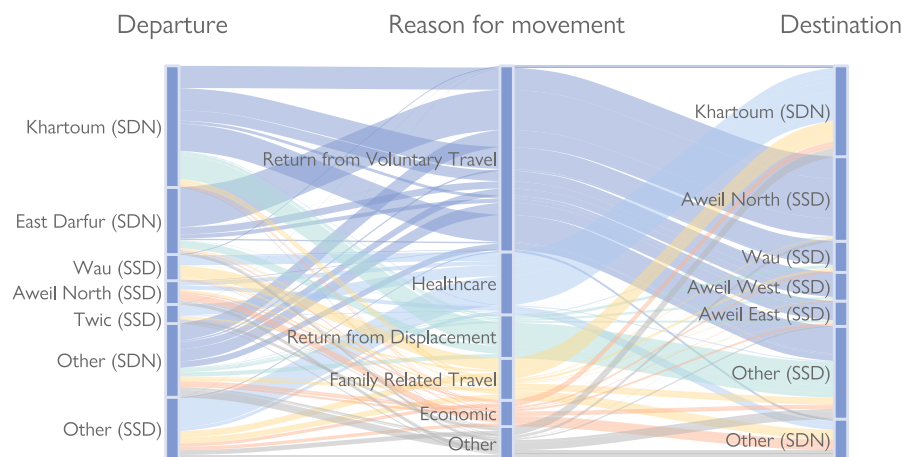 Departure
Reason for movement
Destination
Khartoum (SDN)
East Darfur (SDN)
Wau (SSD)
Aweil North (SSD)
Twic (SSD)
Other (SDN)
Other (SSD)
Return from Voluntary Travel
Healthcare
Return from Displacement
Family Related Travel
Economic
Other
Khartoum (SDN)
Aweil North (SSD)
Wau (SSD)
Aweil West (SSD)
Aweil East (SSD)
Other (SSD)
Other (SDN)